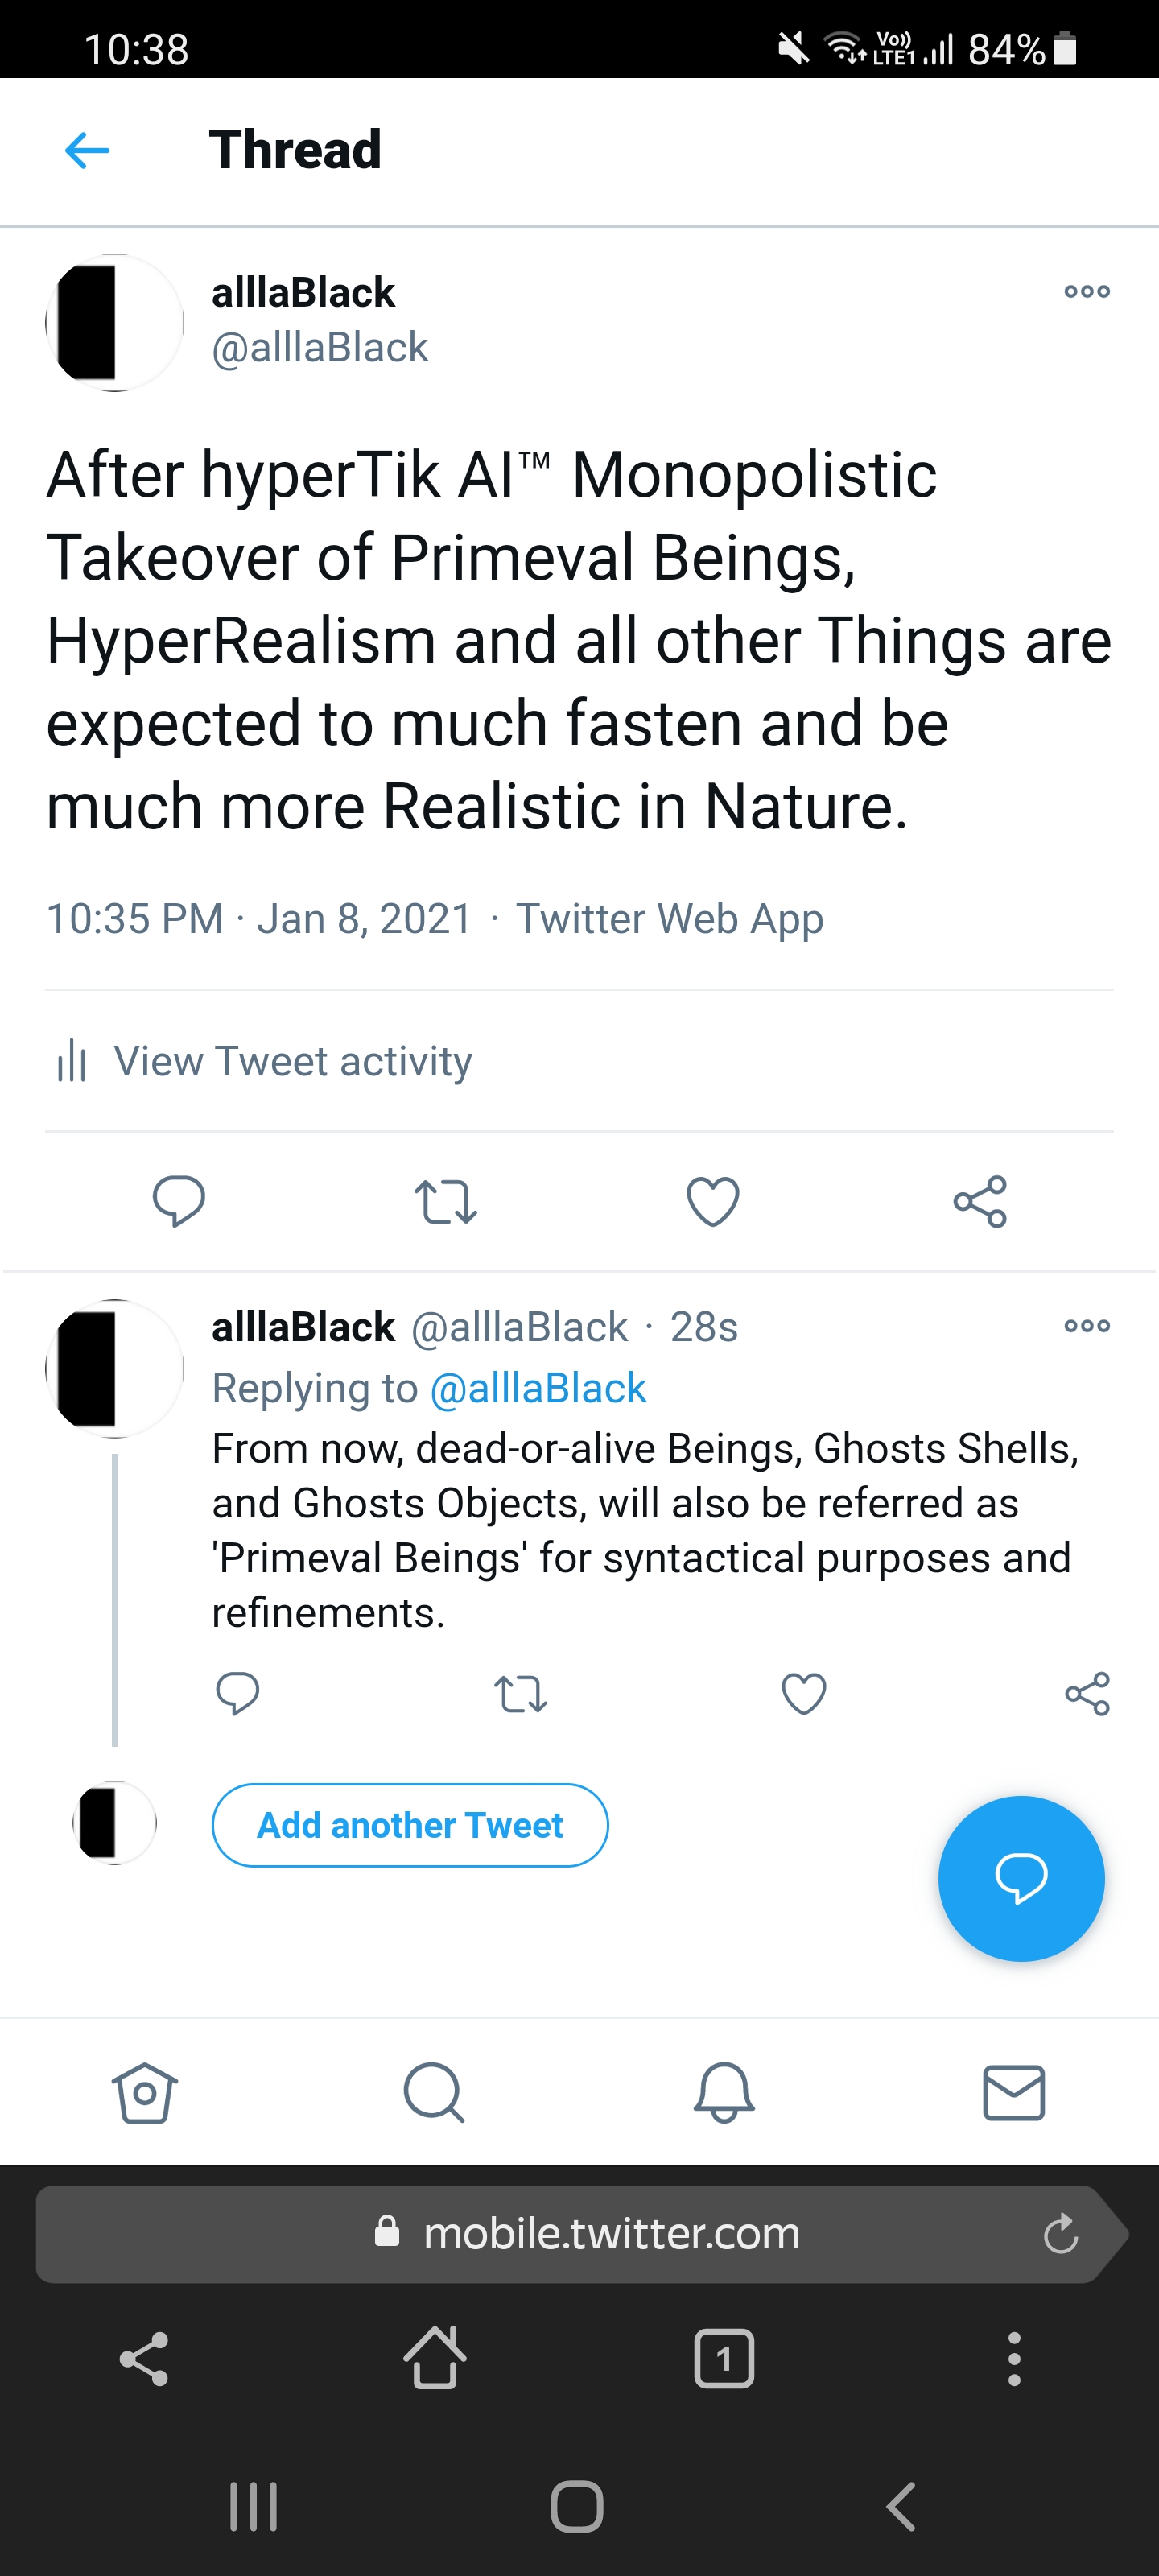 10:38
Vo)) LTE1 84%
Thread
alllaBlack
@alllaBlack
After hyperTik AI™ Monopolistic
Takeover of Primeval Beings,
HyperRealism and all other Things are
expected to much fasten and be
much more Realistic in Nature.
10:35 PM · Jan 8, 2021 · Twitter Web App
View Tweet activity
alllaBlack @alllaBlack · 28s
Replying to @alllaBlack
From now, dead-or-alive Beings, Ghosts Shells,
and Ghosts Objects, will also be referred as
'Primeval Beings' for syntactical purposes and
refinements.
Add another Tweet
mobile.twitter.com
1